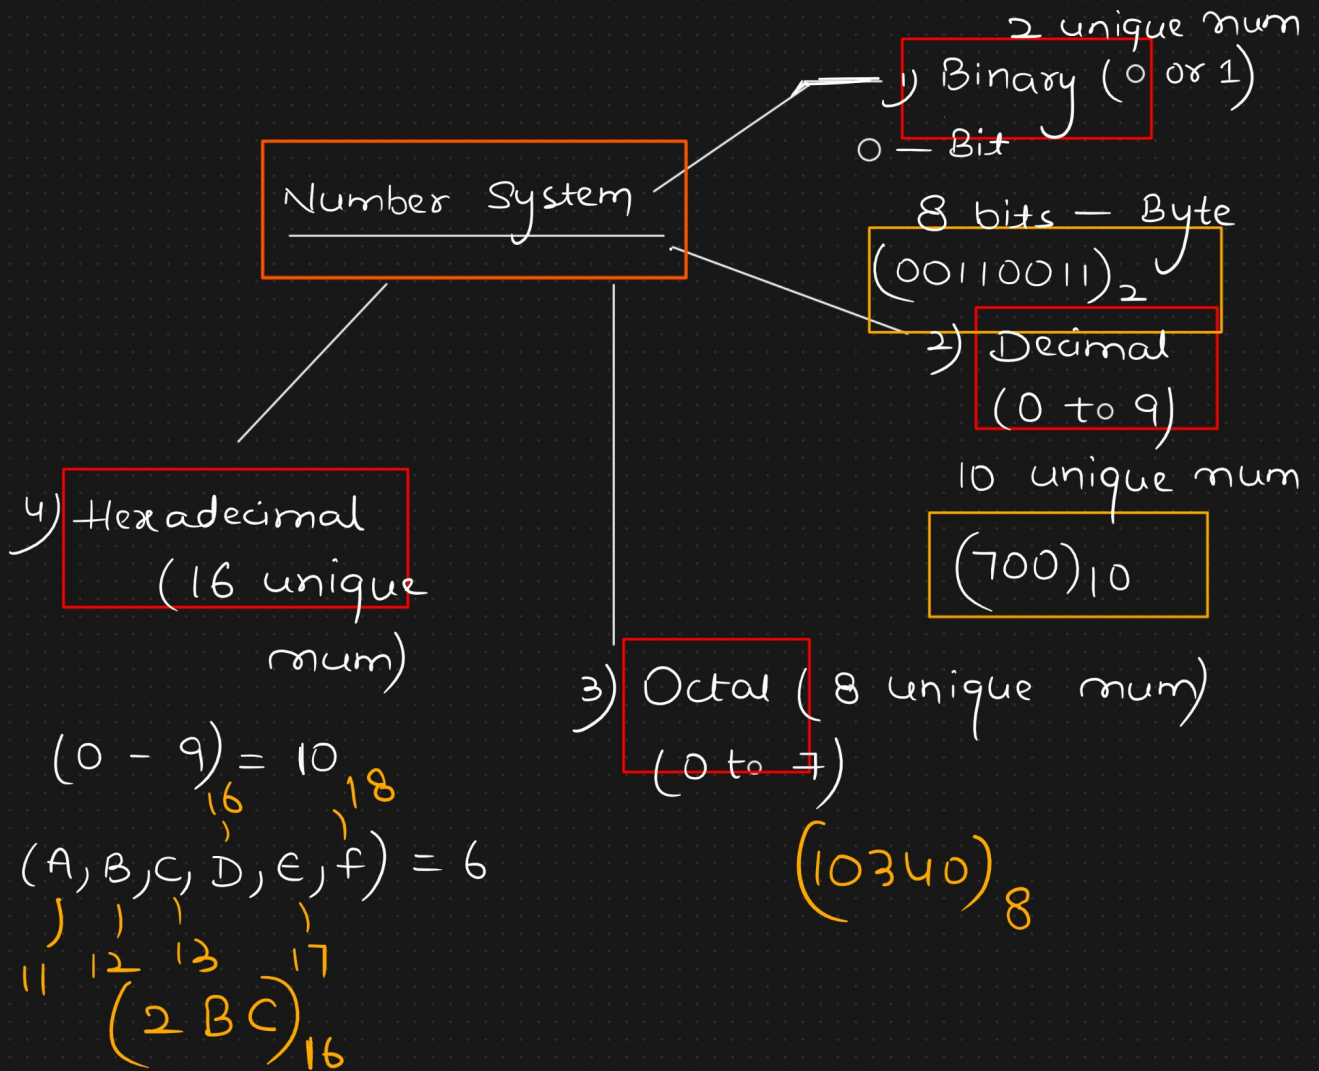 Number System
2 unique num
1) Binary (0 or 1)
0 — Bit
8 bits — Byte
(00110011)2
2) Decimal
(0 to 9)
10 unique num
(700)10
3) Octal (8 unique num)
(0 to 7)
(10340)8
4) Hexadecimal
(16 unique
num)
(0 - 9) = 10
16 18
(A, B, C, D, E, f) = 6
11 12 13 17
(2 BC)16